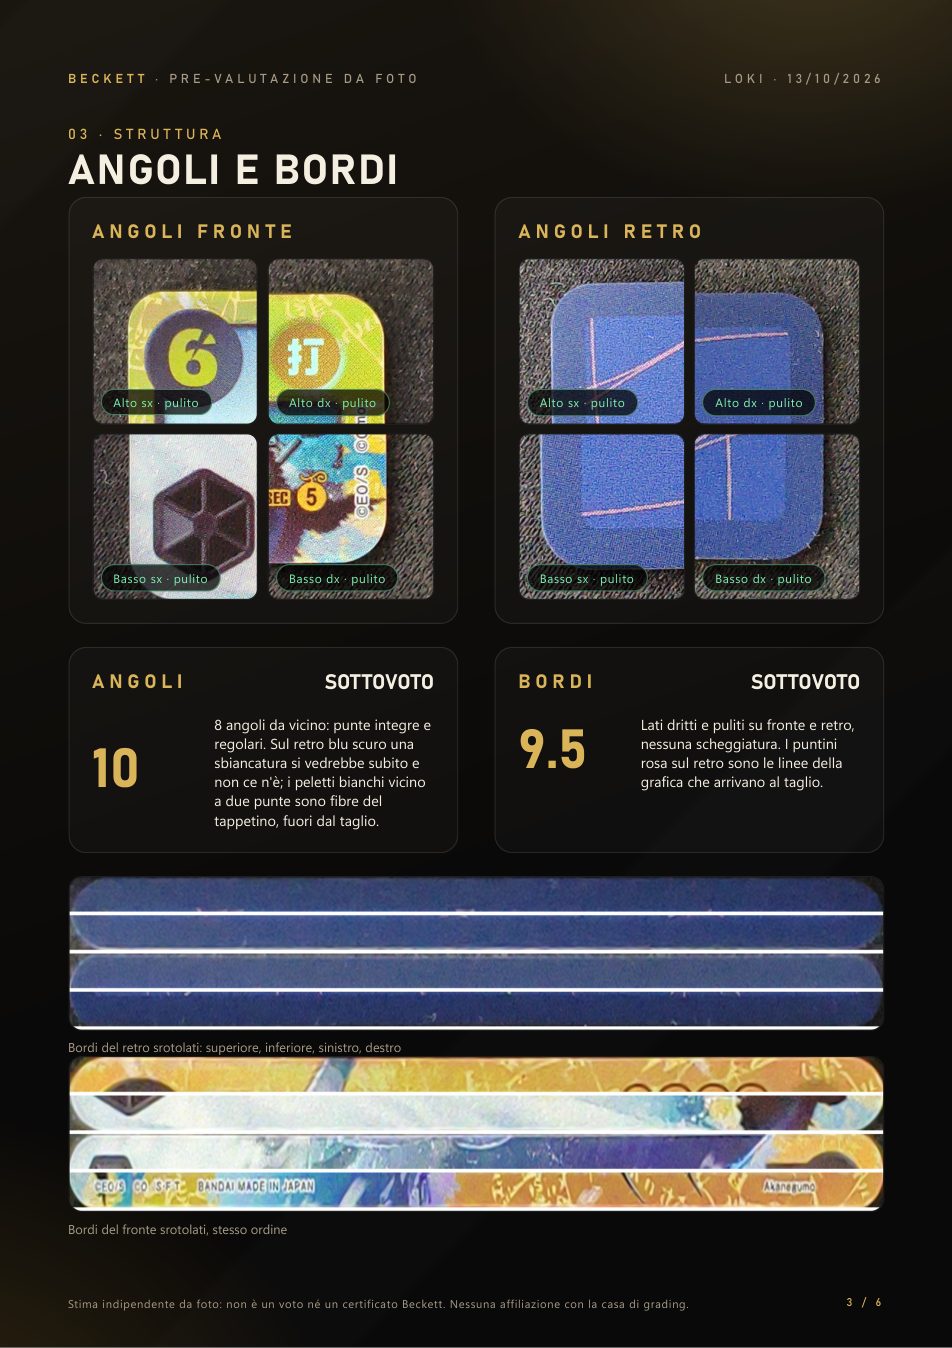 BECKETT · PRE-VALUTAZIONE DA FOTO
LOKI · 13/10/2026
03 · STRUTTURA
ANGOLI E BORDI
ANGOLI FRONTE
6
打
Alto sx · pulito
Alto dx · pulito
SEC 5
©EO/S
Basso sx · pulito
Basso dx · pulito
ANGOLI RETRO
Alto sx · pulito
Alto dx · pulito
Basso sx · pulito
Basso dx · pulito
ANGOLI
SOTTOVOTO
10
8 angoli da vicino: punte integre e
regolari. Sul retro blu scuro una
sbiancatura si vedrebbe subito e
non ce n'è; i peletti bianchi vicino
a due punte sono fibre del
tappetino, fuori dal taglio.
BORDI
SOTTOVOTO
9.5
Lati dritti e puliti su fronte e retro,
nessuna scheggiatura. I puntini
rosa sul retro sono le linee della
grafica che arrivano al taglio.
Bordi del retro srotolati: superiore, inferiore, sinistro, destro
BANDAI MADE IN JAPAN
Akanegumo
Bordi del fronte srotolati, stesso ordine
Stima indipendente da foto: non è un voto né un certificato Beckett. Nessuna affiliazione con la casa di grading.
3 / 6